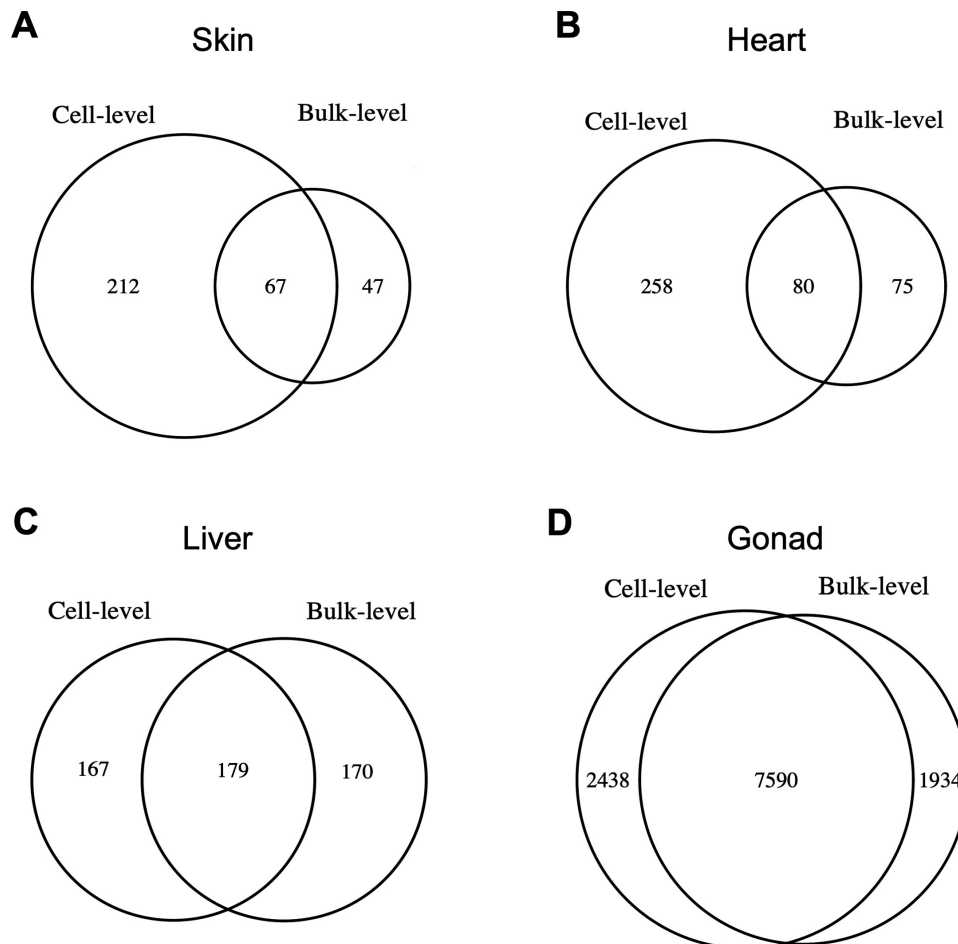 A
Skin
Cell-level
Bulk-level
212
67
47
B
Heart
Cell-level
Bulk-level
258
80
75
C
Liver
Cell-level
Bulk-level
167
179
170
D
Gonad
Cell-level
Bulk-level
2438
7590
1934